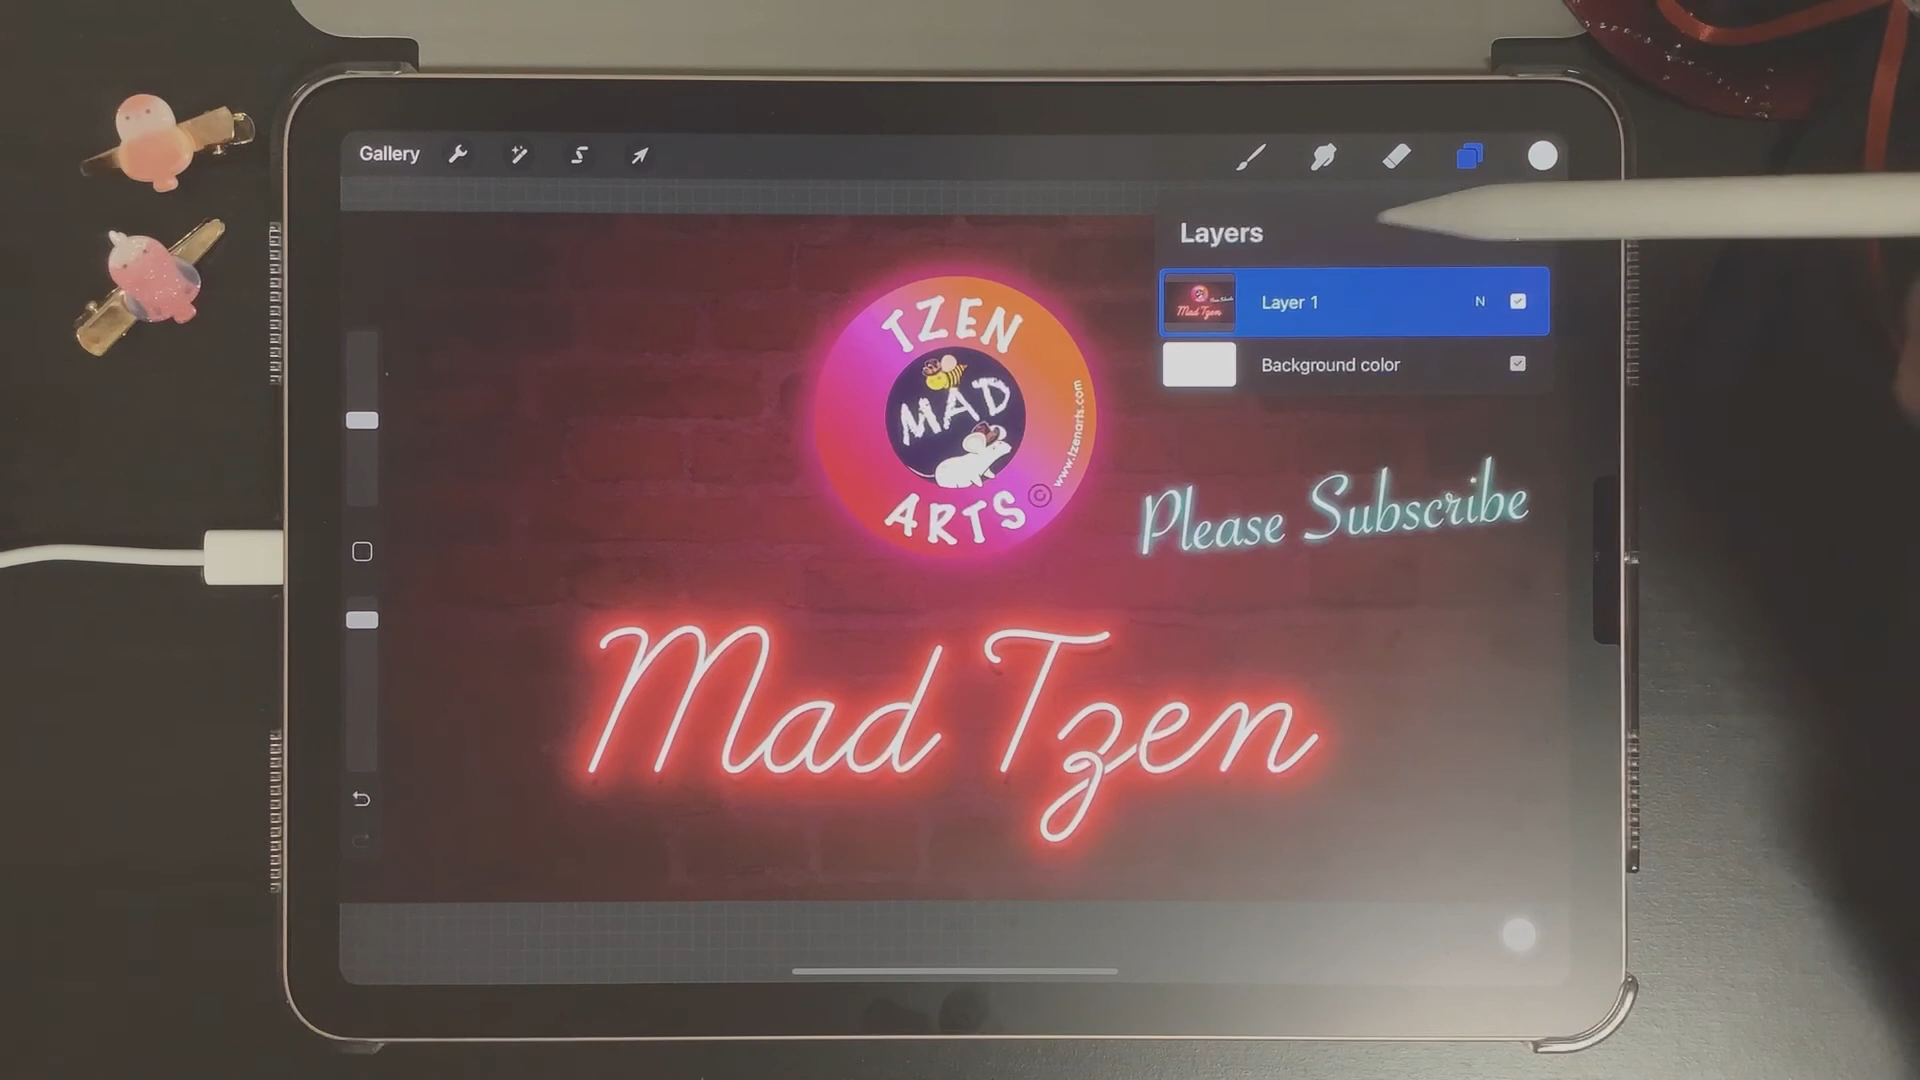 Gallery
Layers
Layer 1 N
Background color
TZEN
MAD
ARTS
©
www.tzenarts.com
Please Subscribe
Mad Tzen